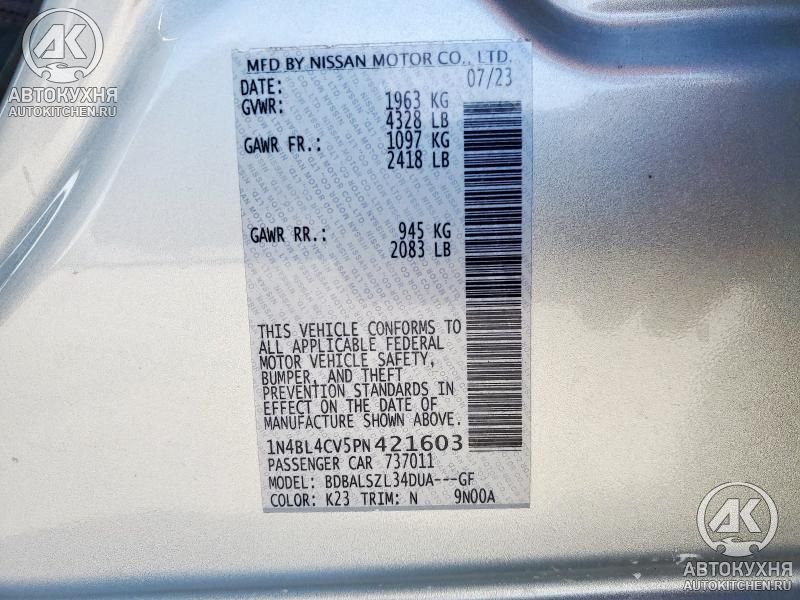 AK
АВТОКУХНЯ
AUTOKITCHEN.RU
MFD BY NISSAN MOTOR CO., LTD.
DATE: 07/23
GVWR: 1963 KG
4328 LB
GAWR FR.: 1097 KG
2418 LB
GAWR RR.: 945 KG
2083 LB
THIS VEHICLE CONFORMS TO
ALL APPLICABLE FEDERAL
MOTOR VEHICLE SAFETY,
BUMPER, AND THEFT
PREVENTION STANDARDS IN
EFFECT ON THE DATE OF
MANUFACTURE SHOWN ABOVE.
1N4BL4CV5PN421603
PASSENGER CAR 737011
MODEL: BDBALSZL34DUA---GF
COLOR: K23 TRIM: N 9N00A
AK
АВТОКУХНЯ
AUTOKITCHEN.RU